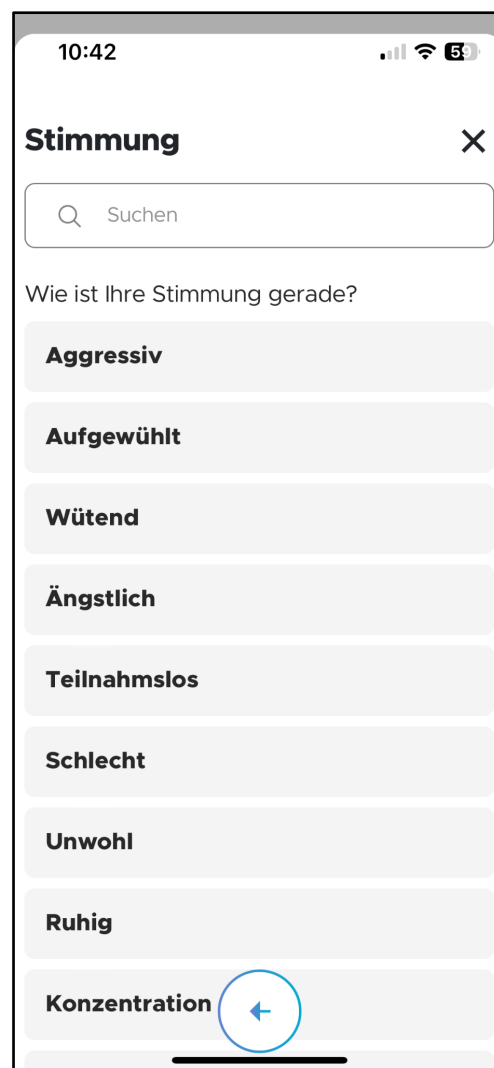 10:42
59
Stimmung
Suchen
Wie ist Ihre Stimmung gerade?
Aggressiv
Aufgewühlt
Wütend
Ängstlich
Teilnahmslos
Schlecht
Unwohl
Ruhig
Konzentration